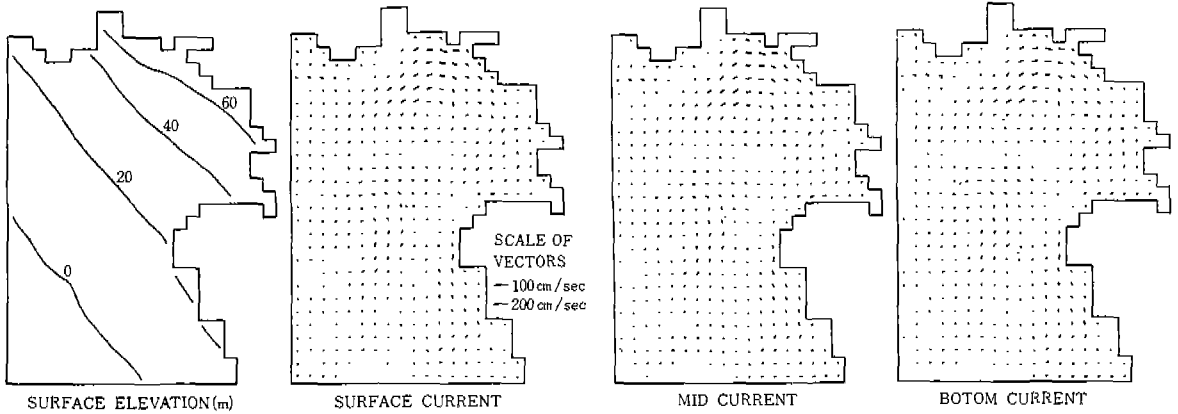 60
40
20
0
SCALE OF
VECTORS
100 cm/sec
200 cm/sec
SURFACE ELEVATION(m)
SURFACE CURRENT
MID CURRENT
BOTOM CURRENT